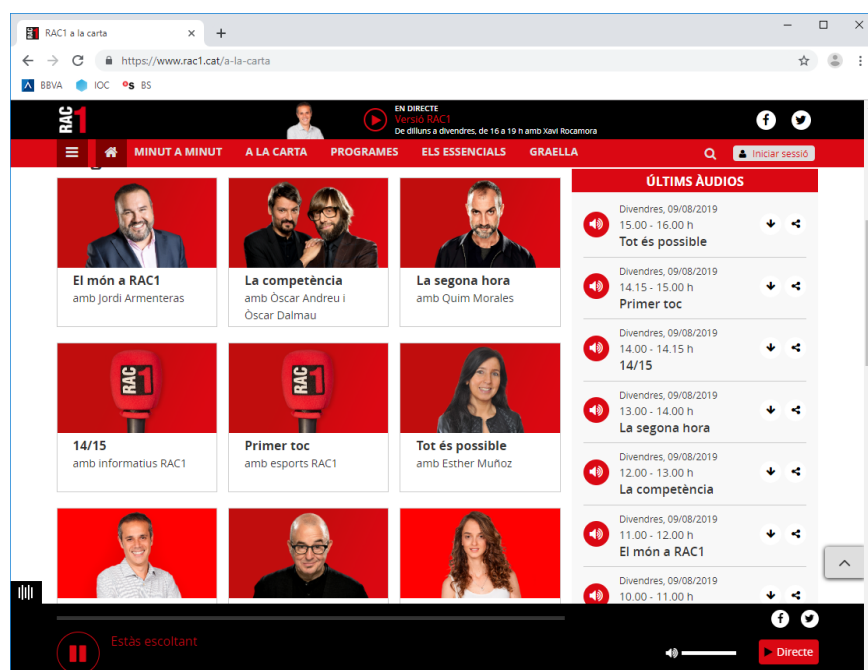 RAC1 a la carta
https://www.rac1.cat/a-la-carta
BBVA IOC BS BS
RAC1
EN DIRECTE
Versió RAC1
De dilluns a divendres, de 16 a 19 h amb Xavi Rocamora
MINUT A MINUT A LA CARTA PROGRAMES ELS ESSENCIALS GRAELLA Iniciar sessió
El món a RAC1
amb Jordi Armenteras
La competència
amb Òscar Andreu i
Òscar Dalmau
La segona hora
amb Quim Morales
RAC1
14/15
amb informatius RAC1
RAC1
Primer toc
amb esports RAC1
Tot és possible
amb Esther Muñoz
ÚLTIMS ÀUDIOS
Divendres, 09/08/2019
15.00 - 16.00 h
Tot és possible
Divendres, 09/08/2019
14.15 - 15.00 h
Primer toc
Divendres, 09/08/2019
14.00 - 14.15 h
14/15
Divendres, 09/08/2019
13.00 - 14.00 h
La segona hora
Divendres, 09/08/2019
12.00 - 13.00 h
La competència
Divendres, 09/08/2019
11.00 - 12.00 h
El món a RAC1
Divendres, 09/08/2019
10.00 - 11.00 h
Estàs escoltant
Directe